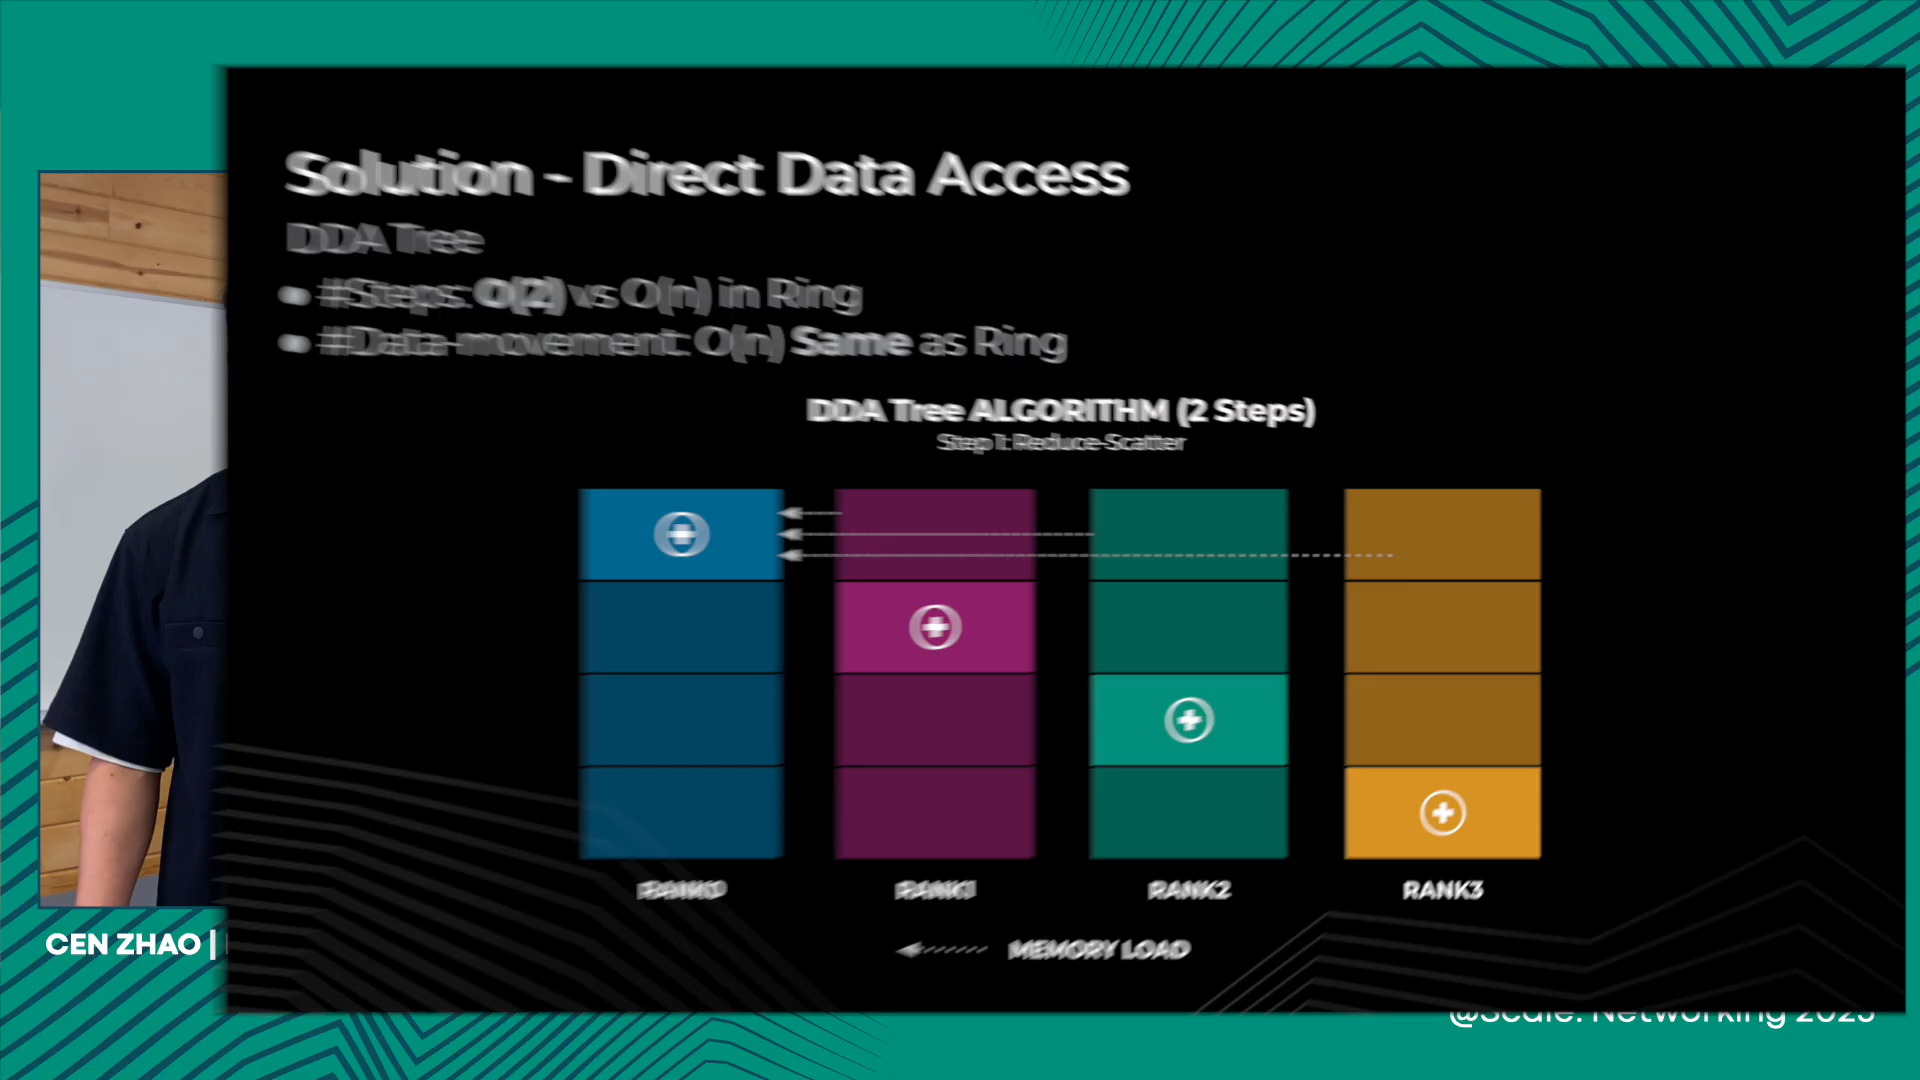 Solution - Direct Data Access
DDA Tree
• #Steps: O(2) vs O(n) in Ring
• #Data-movement: O(n) Same as Ring
DDA Tree ALGORITHM (2 Steps)
Step 1: Reduce-Scatter
RANK0 RANK1 RANK2 RANK3
MEMORY LOAD
CEN ZHAO |
@Scale: Networking 2025